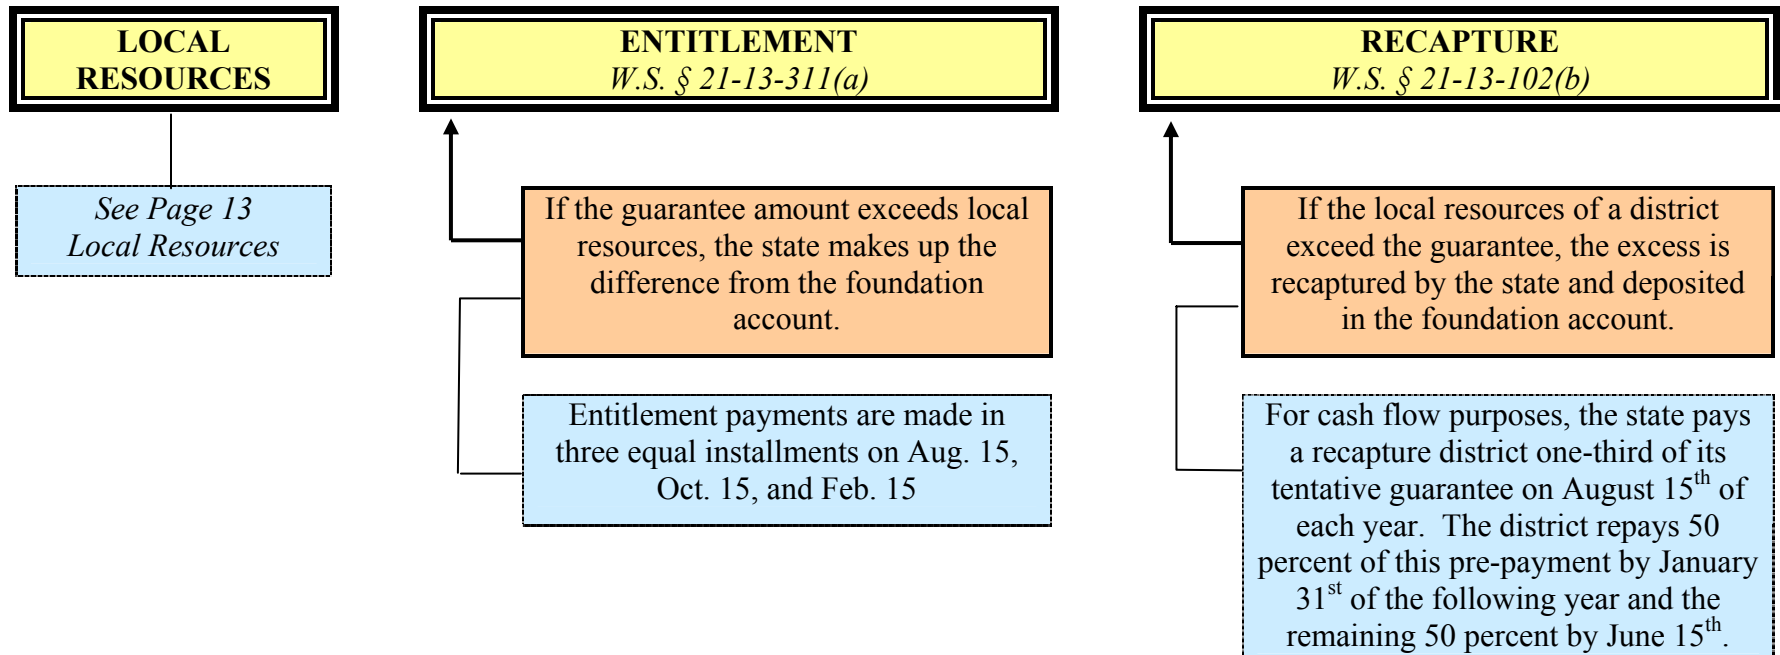 LOCAL
RESOURCES
See Page 13
Local Resources
ENTITLEMENT
W.S. § 21-13-311(a)
If the guarantee amount exceeds local
resources, the state makes up the
difference from the foundation
account.
Entitlement payments are made in
three equal installments on Aug. 15,
Oct. 15, and Feb. 15
RECAPTURE
W.S. § 21-13-102(b)
If the local resources of a district
exceed the guarantee, the excess is
recaptured by the state and deposited
in the foundation account.
For cash flow purposes, the state pays
a recapture district one-third of its
tentative guarantee on August 15th of
each year.  The district repays 50
percent of this pre-payment by January
31st of the following year and the
remaining 50 percent by June 15th.